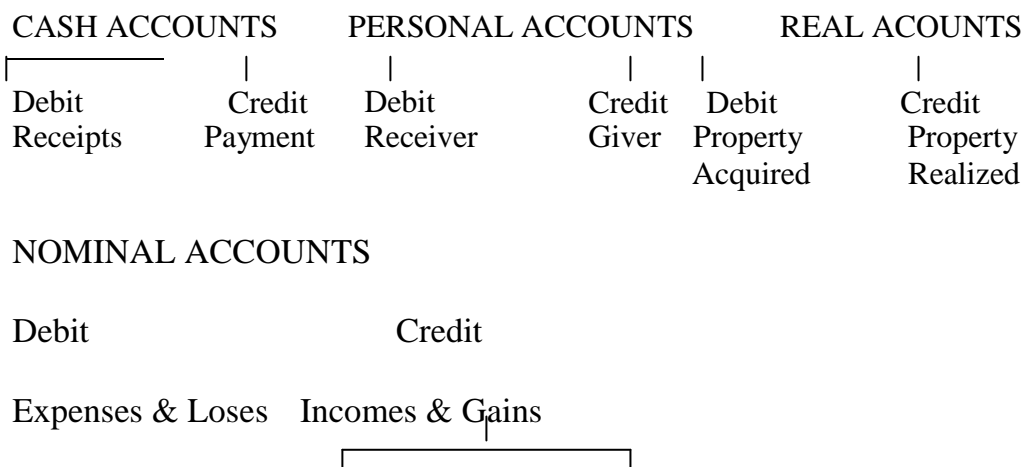 CASH ACCOUNTS PERSONAL ACCOUNTS REAL ACOUNTS
Debit Credit Debit Credit Debit Credit
Receipts Payment Receiver Giver Property Property
Acquired Realized
NOMINAL ACCOUNTS
Debit Credit
Expenses & Loses Incomes & Gains